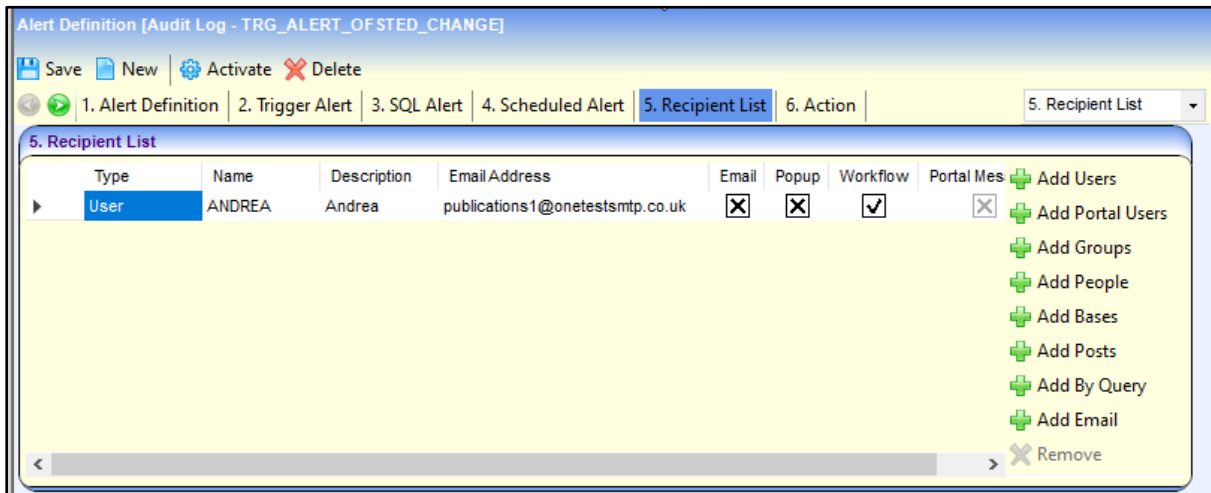 Alert Definition [Audit Log - TRG_ALERT_OFSTED_CHANGE]
Save New Activate Delete
1. Alert Definition 2. Trigger Alert 3. SQL Alert 4. Scheduled Alert 5. Recipient List 6. Action 5. Recipient List
5. Recipient List
Type Name Description Email Address Email Popup Workflow Portal Mes
User ANDREA Andrea publications1@onetestsmtp.co.uk
Add Users
Add Portal Users
Add Groups
Add People
Add Bases
Add Posts
Add By Query
Add Email
Remove